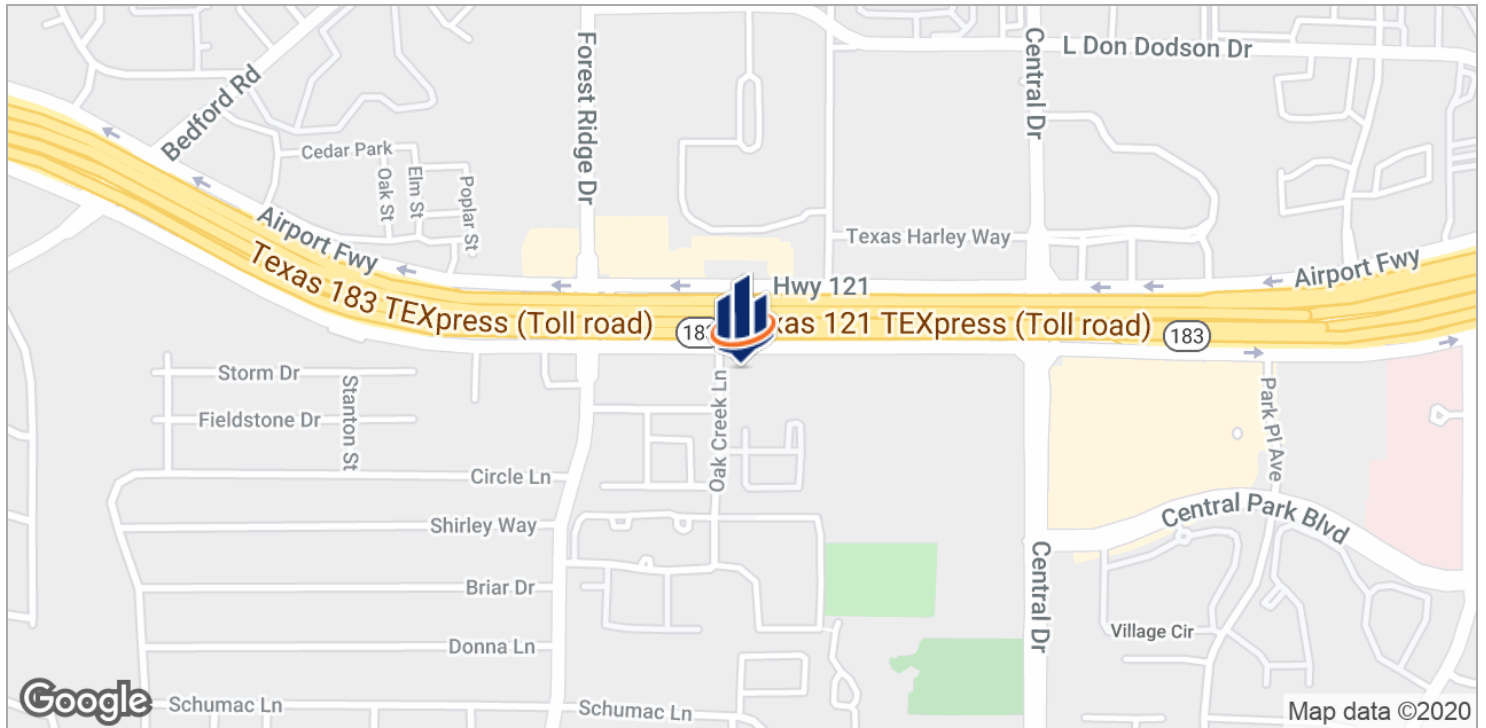 L Don Dodson Dr
Central Dr
Forest Ridge Dr
Bedford Rd
Cedar Park
Oak St
Elm St
Poplar St
Airport Fwy
Texas Harley Way
Airport Fwy
Hwy 121
Texas 183 TEXpress (Toll road)
183
xas 121 TEXpress (Toll road)
183
Storm Dr
Stanton St
Fieldstone Dr
Oak Creek Ln
Park Pl Ave
Circle Ln
Shirley Way
Central Park Blvd
Briar Dr
Central Dr
Village Cir
Donna Ln
Schumac Ln
Schumac Ln
Google
Map data ©2020